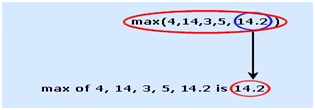 max(4,14,3,5, 14.2 )
max of 4, 14, 3, 5, 14.2 is 14.2